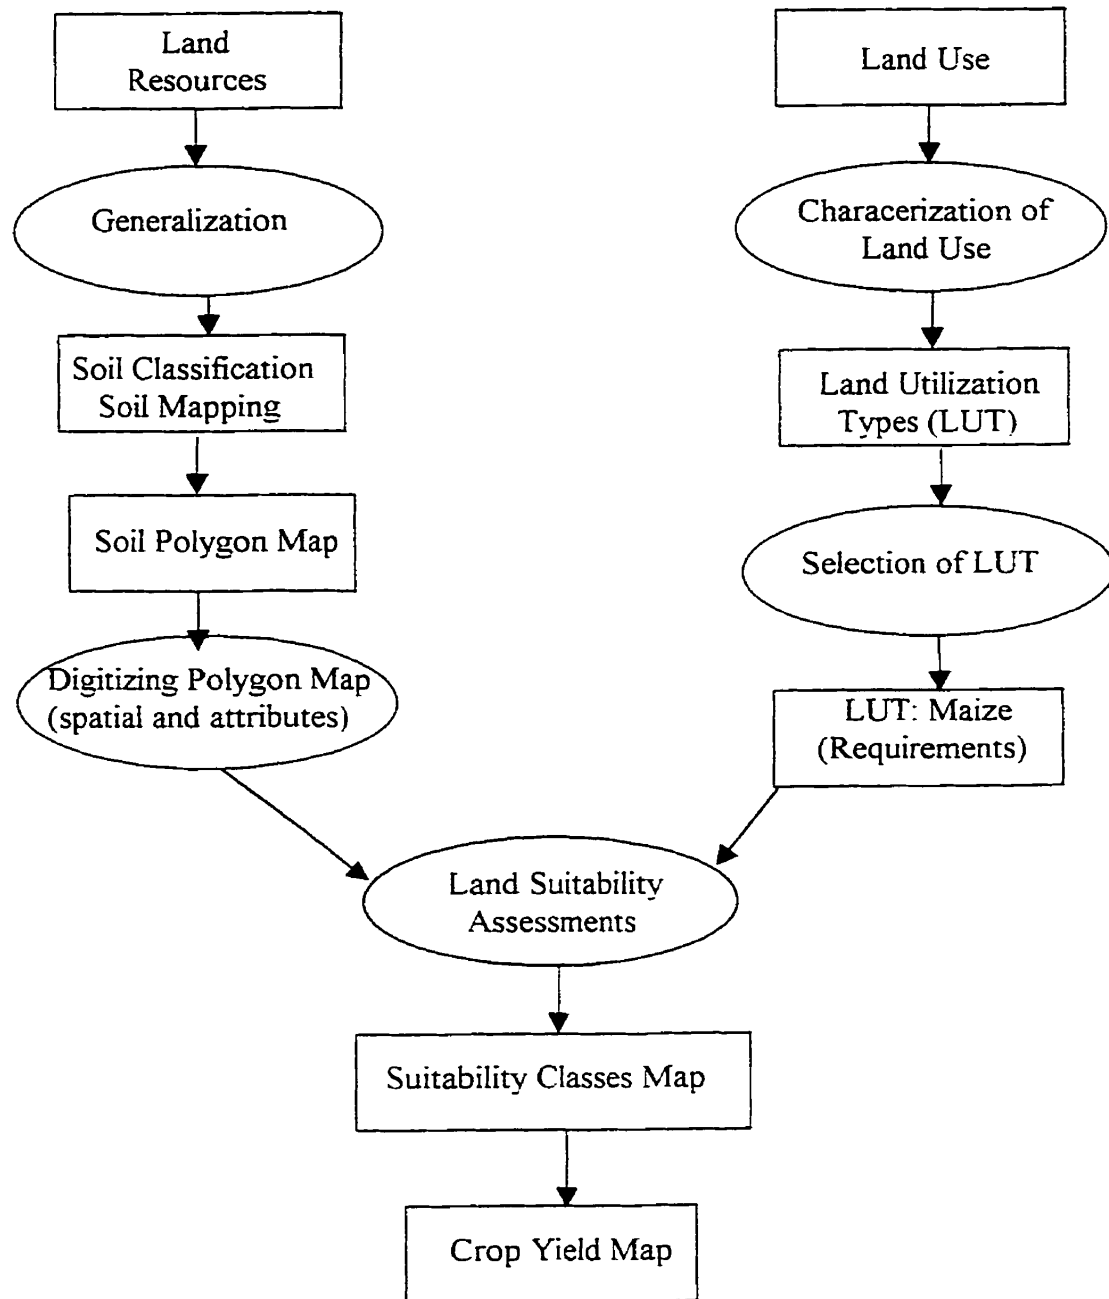 Land
Resources
Generalization
Soil Classification
Soil Mapping
Soil Polygon Map
Digitizing Polygon Map
(spatial and attributes)
Land Use
Characerization of
Land Use
Land Utilization
Types (LUT)
Selection of LUT
LUT: Maize
(Requirements)
Land Suitability
Assessments
Suitability Classes Map
Crop Yield Map